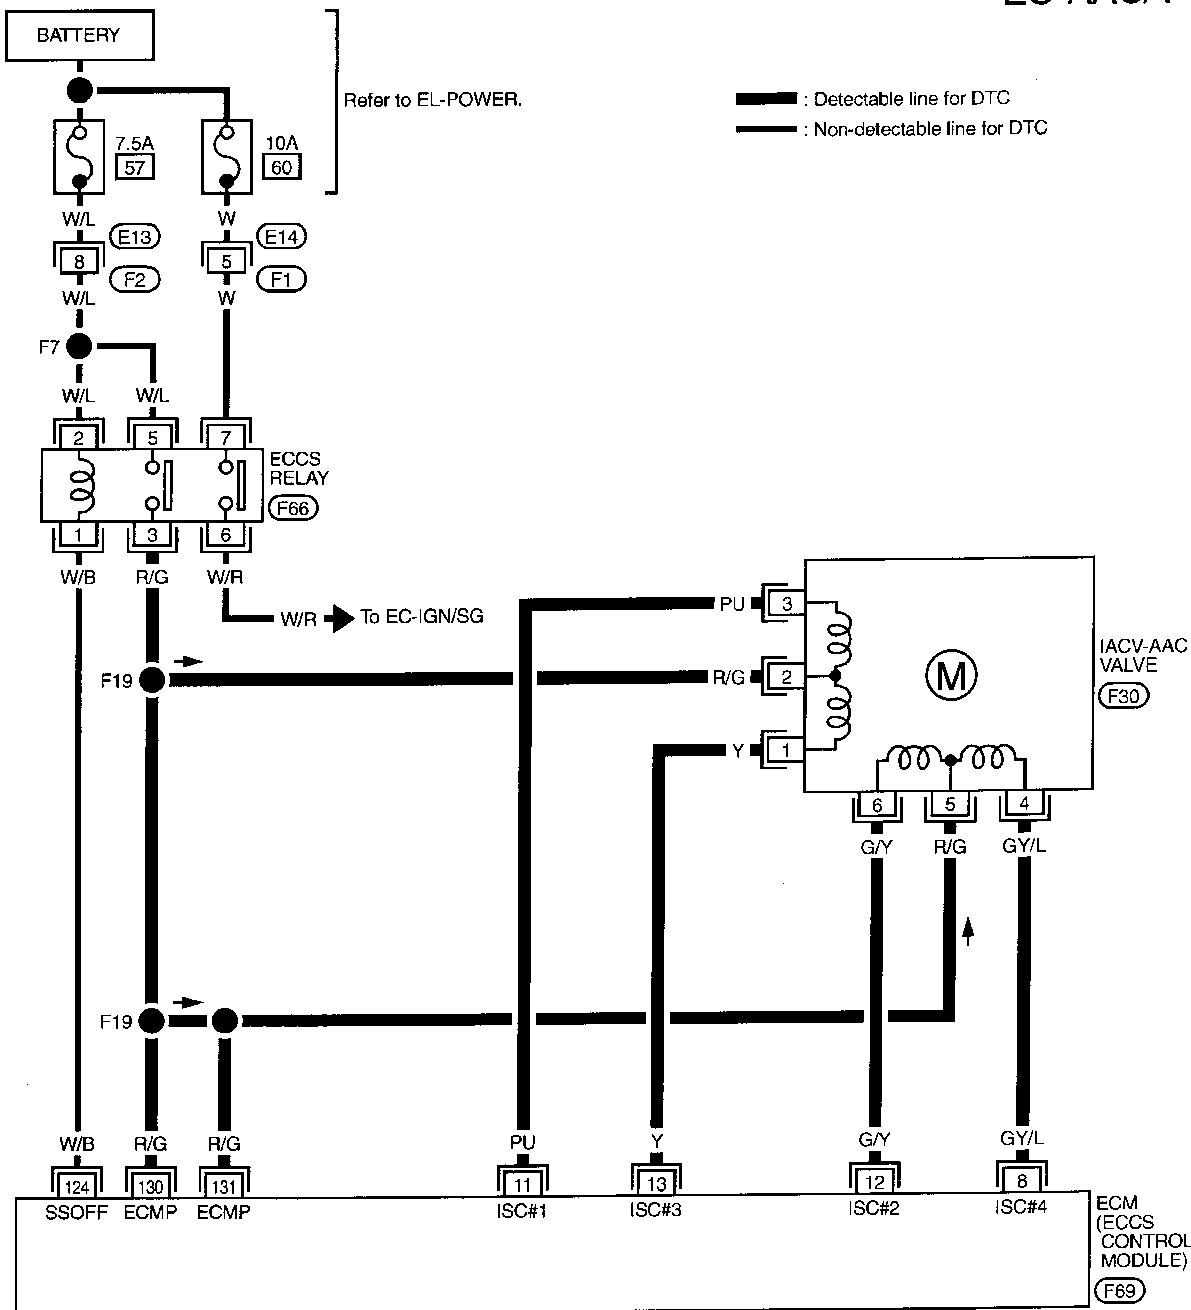 BATTERY
Refer to EL-POWER.
: Detectable line for DTC
: Non-detectable line for DTC
7.5A
57
10A
60
W/L
W
E13
E14
8
5
F2
F1
W/L
W
F7
W/L
W/L
2
5
7
ECCS
RELAY
F66
1
3
6
W/B
R/G
W/R
W/R
To EC-IGN/SG
PU
3
F19
R/G
2
M
IACV-AAC
VALVE
F30
Y
1
6
5
4
G/Y
R/G
GY/L
F19
W/B
R/G
R/G
PU
Y
G/Y
GY/L
124
130
131
11
13
12
8
SSOFF
ECMP
ECMP
ISC#1
ISC#3
ISC#2
ISC#4
ECM
(ECCS
CONTROL
MODULE)
F69